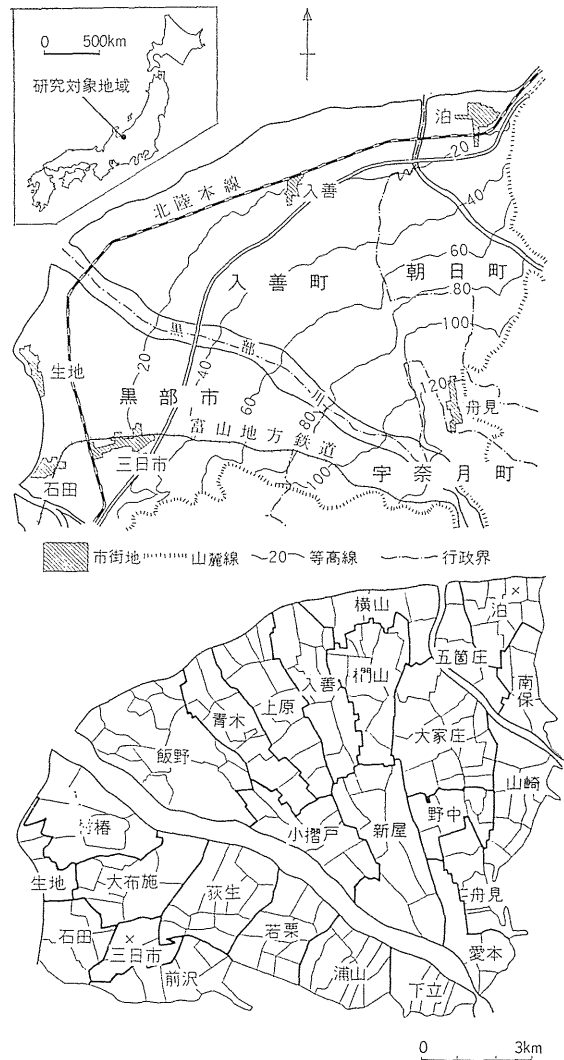 0 500km
研究対象地域
泊
20
北陸本線
入善
40
60
入善町
朝日町
80
100
黒部川
生地
20
40
120
舟見
黒部市
60
80
富山地方鉄道
三日市
100
宇奈月町
石田
市街地 山麓線 20 等高線 行政界
横山
泊
五箇庄
入善
椚山
南保
上原
青木
大家庄
飯野
山崎
野中
村椿
小摺戸
新屋
生地
大布施
荻生
舟見
石田
若栗
三日市
愛本
前沢
浦山
下立
0 3km